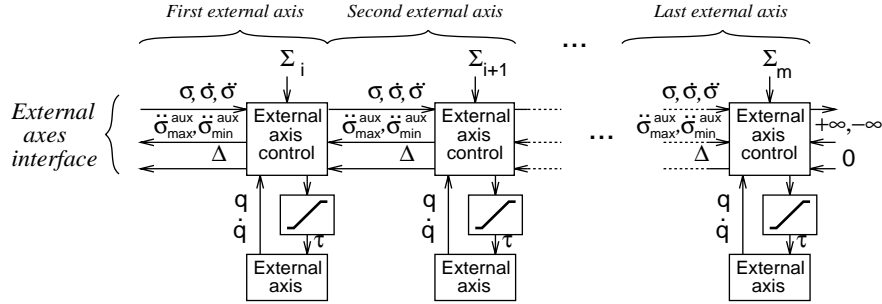 First external axis Second external axis Last external axis
...
Σ i Σ i+1 Σ m
σ, σ̇, σ̈ σ, σ̇, σ̈ σ, σ̇, σ̈
External axes interface
σ̈ aux max, σ̈ aux min σ̈ aux max, σ̈ aux min ... σ̈ aux max, σ̈ aux min +∞,−∞
External axis control External axis control External axis control
Δ Δ Δ 0
q q q
q̇ q̇ q̇
τ τ τ
External axis External axis External axis